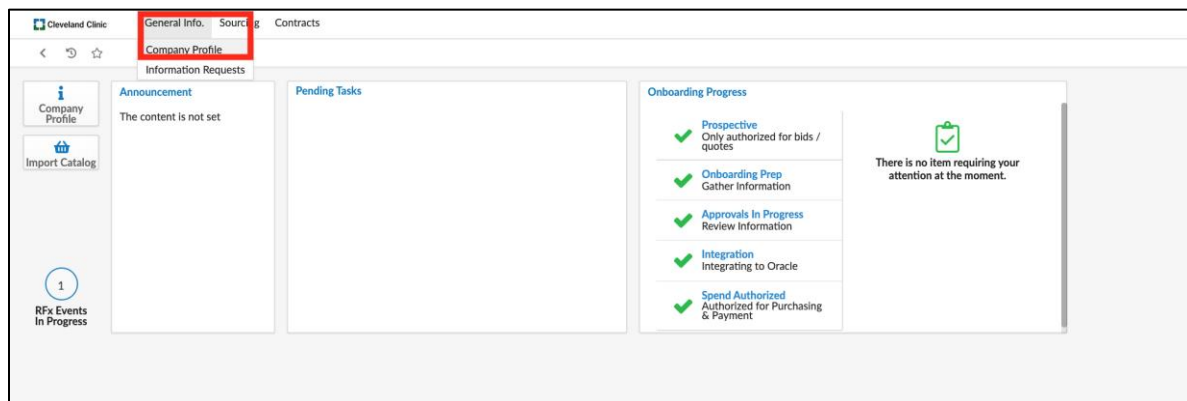 Cleveland Clinic
General Info. Sourcing Contracts
Company Profile
Information Requests
Company
Profile
Import Catalog
1
RFx Events
In Progress
Announcement
The content is not set
Pending Tasks
Onboarding Progress
Prospective
Only authorized for bids /
quotes
Onboarding Prep
Gather Information
Approvals In Progress
Review Information
Integration
Integrating to Oracle
Spend Authorized
Authorized for Purchasing
& Payment
There is no item requiring your
attention at the moment.